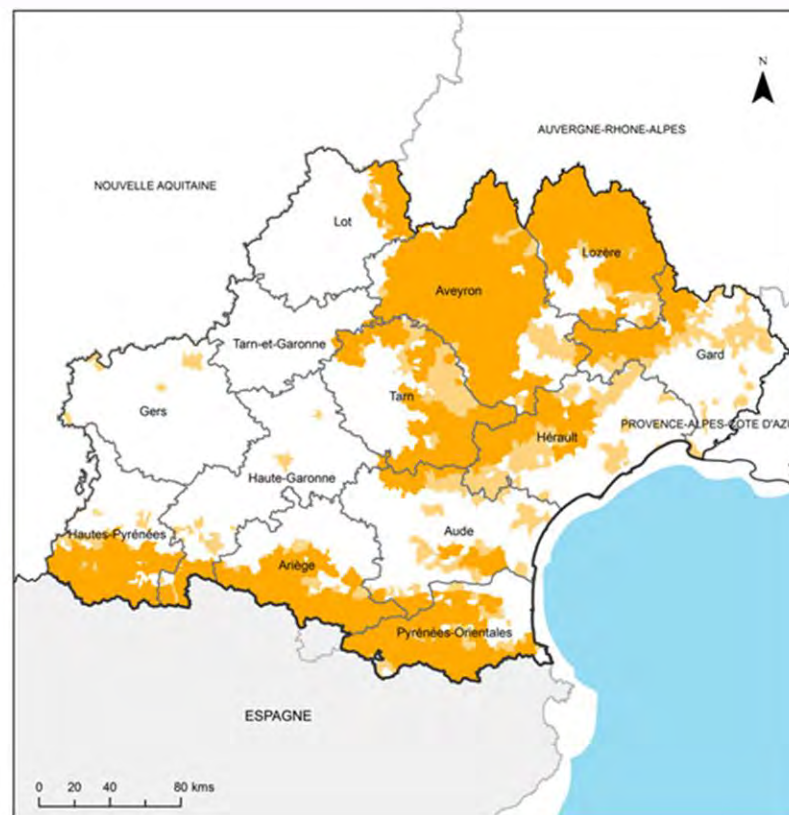 N
AUVERGNE-RHONE-ALPES
NOUVELLE AQUITAINE
Lot
Lozère
Aveyron
Tarn-et-Garonne
Gard
Tarn
Gers
PROVENCE-ALPES-COTE D'AZU
Hérault
Haute-Garonne
Aude
Hautes-Pyrénées
Ariège
Pyrénées-Orientales
ESPAGNE
0 20 40 80 kms